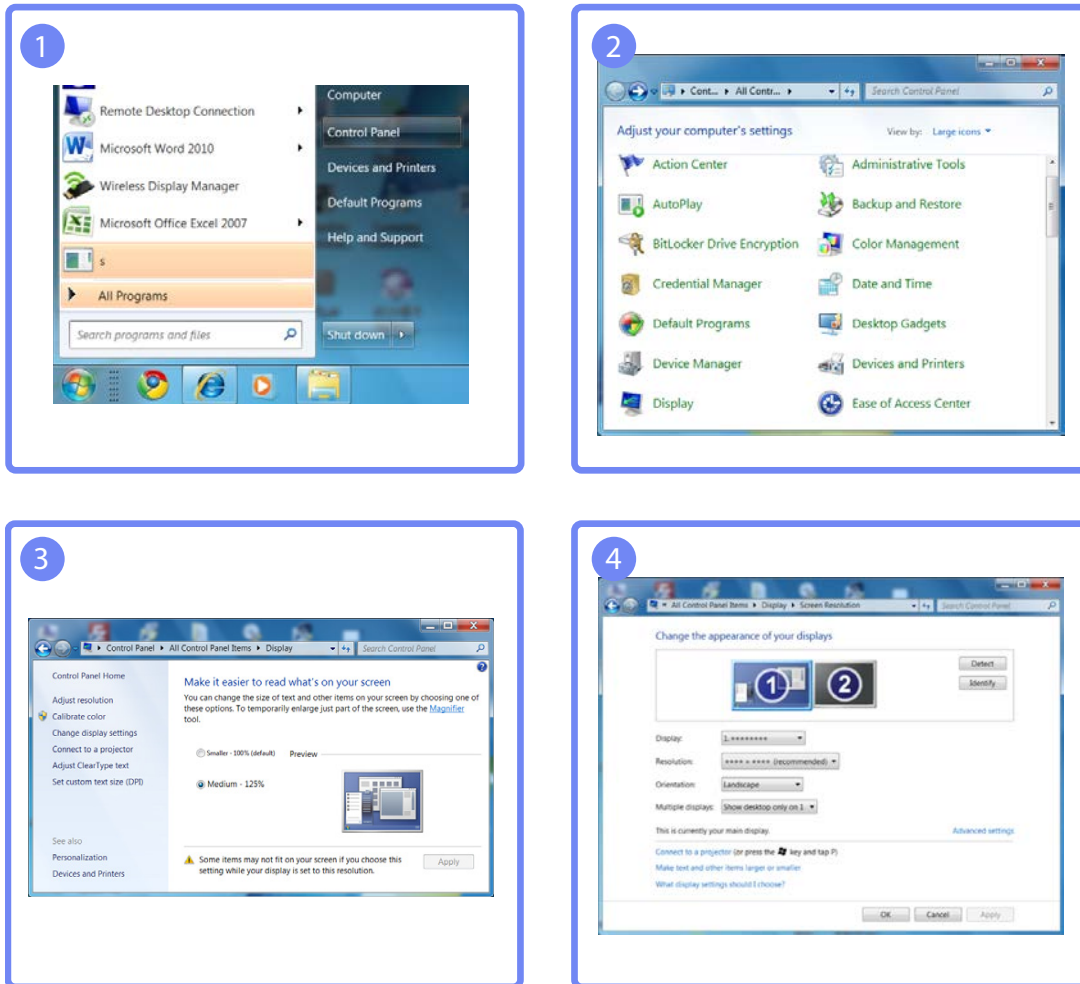 1
Remote Desktop Connection
Microsoft Word 2010
Wireless Display Manager
Microsoft Office Excel 2007
s
All Programs
Search programs and files
Computer
Control Panel
Devices and Printers
Default Programs
Help and Support
Shut down
2
Cont... All Contr...
Search Control Panel
Adjust your computer's settings
View by: Large icons
Action Center
Administrative Tools
AutoPlay
Backup and Restore
BitLocker Drive Encryption
Color Management
Credential Manager
Date and Time
Default Programs
Desktop Gadgets
Device Manager
Devices and Printers
Display
Ease of Access Center
3
Control Panel All Control Panel Items Display
Search Control Panel
Control Panel Home
Adjust resolution
Calibrate color
Change display settings
Connect to a projector
Adjust ClearType text
Set custom text size (DPI)
See also
Personalization
Devices and Printers
Make it easier to read what's on your screen
You can change the size of text and other items on your screen by choosing one of
these options. To temporarily enlarge just part of the screen, use the Magnifier
tool.
Smaller - 100% (default)
Preview
Medium - 125%
Some items may not fit on your screen if you choose this
setting while your display is set to this resolution.
Apply
4
All Control Panel Items Display Screen Resolution
Search Control Panel
Change the appearance of your displays
1
2
Detect
Identify
Display: 1.********
Resolution: **** × **** (recommended)
Orientation: Landscape
Multiple displays: Show desktop only on 1
This is currently your main display.
Advanced settings
Connect to a projector (or press the key and tap P)
Make text and other items larger or smaller
What display settings should I choose?
OK
Cancel
Apply